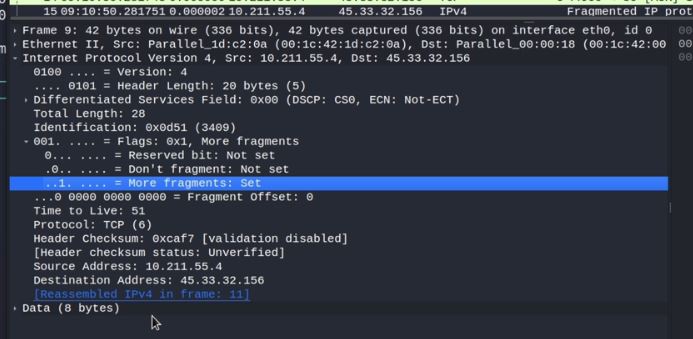 15 09:10:50.281751 0.000002 10.211.55.4 45.33.32.156 IPv4 Fragmented IP prot
Frame 9: 42 bytes on wire (336 bits), 42 bytes captured (336 bits) on interface eth0, id 0
Ethernet II, Src: Parallel_1d:c2:0a (00:1c:42:1d:c2:0a), Dst: Parallel_00:00:18 (00:1c:42:00
Internet Protocol Version 4, Src: 10.211.55.4, Dst: 45.33.32.156
0100 .... = Version: 4
.... 0101 = Header Length: 20 bytes (5)
Differentiated Services Field: 0x00 (DSCP: CS0, ECN: Not-ECT)
Total Length: 28
Identification: 0x0d51 (3409)
001. .... = Flags: 0x1, More fragments
0... .... = Reserved bit: Not set
.0.. .... = Don't fragment: Not set
..1. .... = More fragments: Set
...0 0000 0000 0000 = Fragment Offset: 0
Time to Live: 51
Protocol: TCP (6)
Header Checksum: 0xcaf7 [validation disabled]
[Header checksum status: Unverified]
Source Address: 10.211.55.4
Destination Address: 45.33.32.156
[Reassembled IPv4 in frame: 11]
Data (8 bytes)